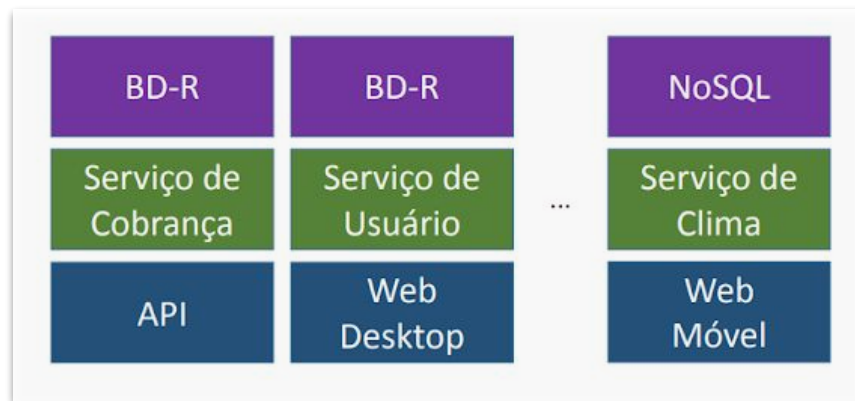 BD-R
BD-R
NoSQL
Serviço de
Cobrança
Serviço de
Usuário
...
Serviço de
Clima
API
Web
Desktop
Web
Móvel